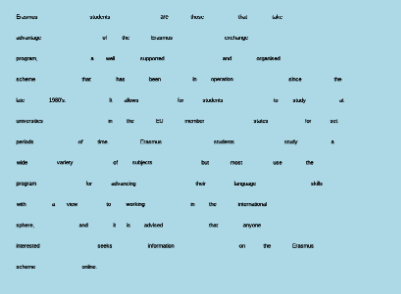 Erasmus students are those that take
advantage of the Erasmus exchange
program, a well supported and organised
scheme that has been in operation since the
late 1980's. It allows for students to study at
universities in the EU member states for set
periods of time. Erasmus students study a
wide variety of subjects but most use the
program for advancing their language skills
with a view to working in the international
sphere, and it is advised that anyone
interested seeks information on the Erasmus
scheme online.